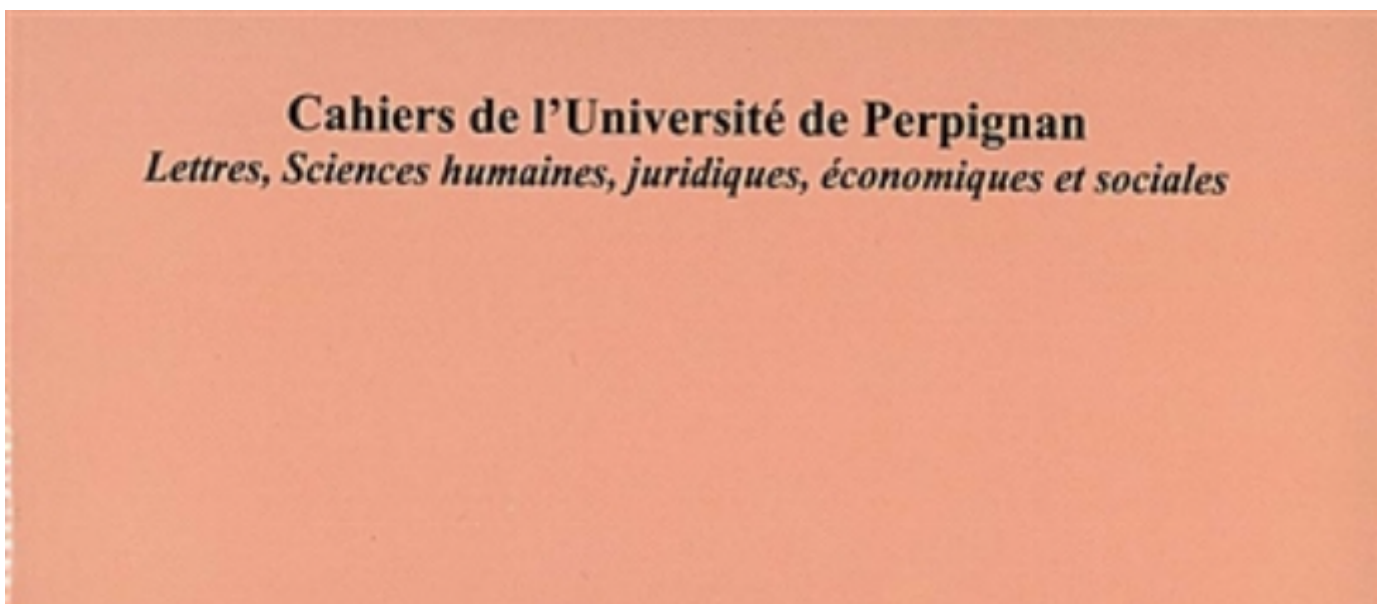 Cahiers de l’Université de Perpignan
Lettres, Sciences humaines, juridiques, économiques et sociales